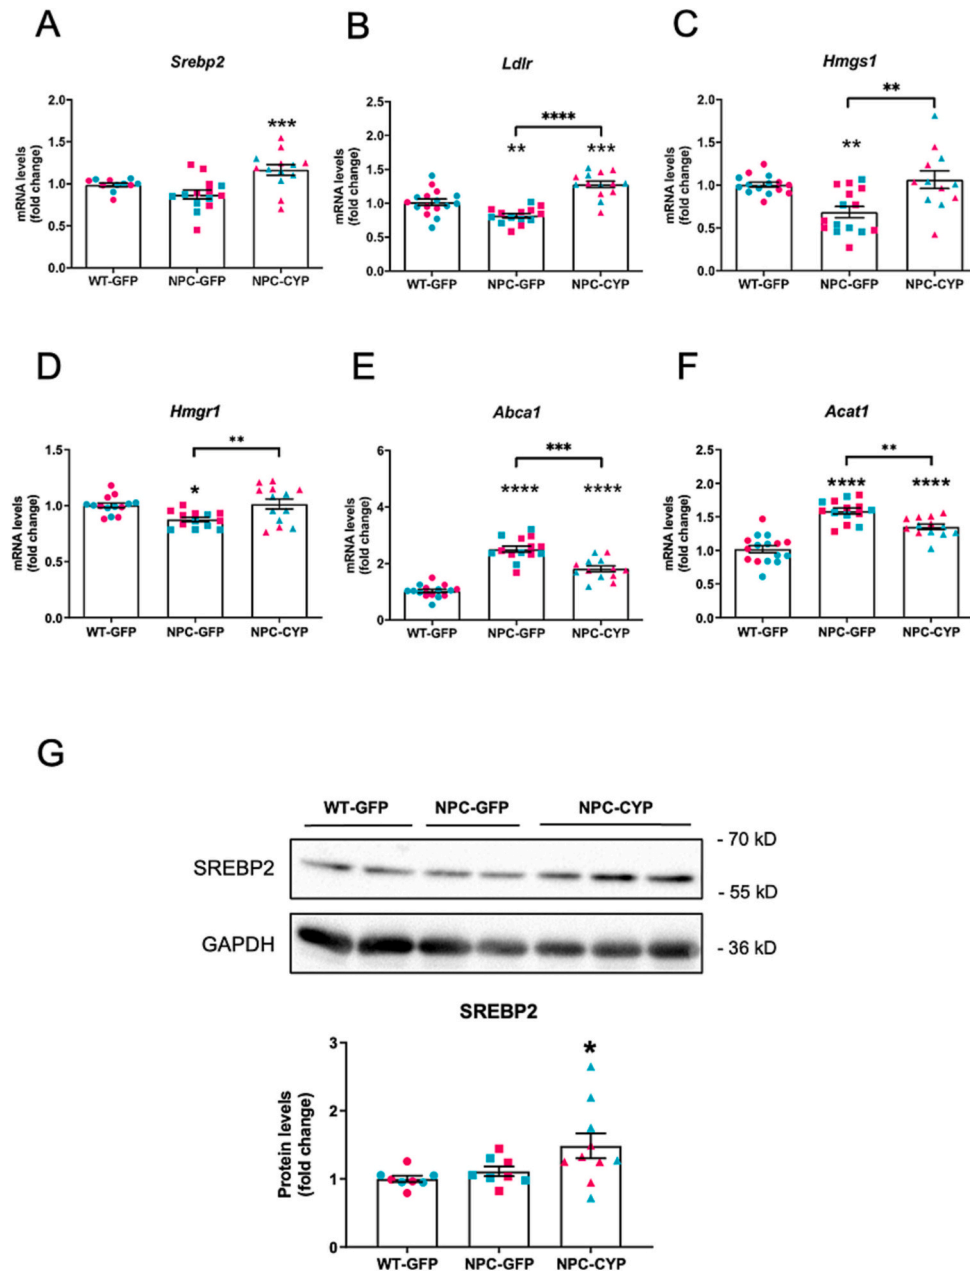 A
Srebp2
mRNA levels
(fold change)
2.0
1.5
1.0
0.5
0.0
***
WT-GFP NPC-GFP NPC-CYP
B
Ldlr
mRNA levels
(fold change)
2.5
2.0
1.5
1.0
0.5
0.0
****
** ***
WT-GFP NPC-GFP NPC-CYP
C
Hmgs1
mRNA levels
(fold change)
2.0
1.5
1.0
0.5
0.0
**
**
WT-GFP NPC-GFP NPC-CYP
D
Hmgr1
mRNA levels
(fold change)
1.5
1.0
0.5
0.0
**
*
WT-GFP NPC-GFP NPC-CYP
E
Abca1
mRNA levels
(fold change)
6
4
2
0
***
**** ****
WT-GFP NPC-GFP NPC-CYP
F
Acat1
mRNA levels
(fold change)
2.5
2.0
1.5
1.0
0.5
0.0
**
**** ****
WT-GFP NPC-GFP NPC-CYP
G
WT-GFP NPC-GFP NPC-CYP
SREBP2
- 70 kD
- 55 kD
GAPDH
- 36 kD
SREBP2
Protein levels
(fold change)
3
2
1
0
*
WT-GFP NPC-GFP NPC-CYP